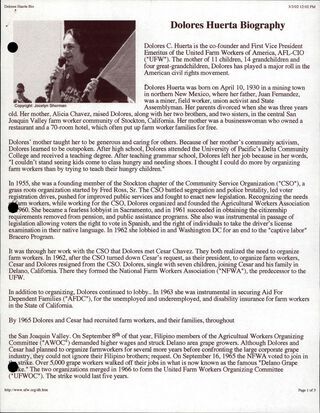 Dolores Huerta Bio
5/3/02 12:02 PM
Dolores Huerta Biography
Dolores C. Huerta is the co-founder and First Vice President
Emeritus of the United Farm Workers of America, AFL-CIO
("UFW"). The mother of 11 children, 14 grandchildren and
four great-grandchildren, Dolores has played a major roll in the
American civil rights movement.
Dolores Huerta was born on April 10, 1930 in a mining town
in northern New Mexico, where her father, Juan Fernandez,
was a miner, field worker, union activist and State
Assemblyman. Her parents divorced when she was three years
Copyright Jocelyn Sherman
old. Her mother, Alicia Chavez, raised Dolores, along with her two brothers, and two sisters, in the central San
Joaquin Valley farm worker community of Stockton, California. Her mother was a businesswoman who owned a
restaurant and a 70-room hotel, which often put up farm worker families for free.
Dolores' mother taught her to be generous and caring for others. Because of her mother's community activism,
Dolores learned to be outspoken. After high school, Dolores attended the University of Pacific's Delta Community
College and received a teaching degree. After teaching grammar school, Dolores left her job because in her words,
"I couldn't stand seeing kids come to class hungry and needing shoes. I thought I could do more by organizing
farm workers than by trying to teach their hungry children."
In 1955, she was a founding member of the Stockton chapter of the Community Service Organization ("CSO"), a
grass roots organization started by Fred Ross, Sr. The CSO battled segregation and police brutality, led voter
registration drives, pushed for improved public services and fought to enact new legislation. Recognizing the needs
workers, while working for the CSO, Dolores organized and founded the Agricultural Workers Association
She became a fearless lobbyist in Sacramento, and in 1961 succeeded in obtaining the citizenship
requirements removed from pension, and public assistance programs. She also was instrumental in passage of
legislation allowing voters the right to vote in Spanish, and the right of individuals to take the driver's license
examination in their native language. In 1962 she lobbied in Washington DC for an end to the "captive labor"
Bracero Program.
It was through her work with the CSO that Dolores met Cesar Chavez. They both realized the need to organize
farm workers. In 1962, after the CSO turned down Cesar's request, as their president, to organize farm workers,
Cesar and Dolores resigned from the CSO. Dolores, single with seven children, joining Cesar and his family in
Delano, California. There they formed the National Farm Workers Association ("NFWA"), the predecessor to the
UFW.
In addition to organizing, Dolores continued to lobby.. In 1963 she was instrumental in securing Aid For
Dependent Families ("AFDC"), for the unemployed and underemployed, and disability insurance for farm workers
in the State of California.
By 1965 Dolores and Cesar had recruited farm workers, and their families, throughout
the San Joaquin Valley. On September 8th of that year, Filipino members of the Agricultural Workers Organizing
Committee ("AWOC") demanded higher wages and struck Delano area grape growers. Although Dolores and
Cesar had planned to organize farmworkers for several more years before confronting the large corporate grape
industry, they could not ignore their Filipino brothers; request. On September 16, 1965 the NFWA voted to join in
strike. Over 5,000 grape workers walked off their jobs in what is now known as the famous "Delano Grape
The two organizations merged in 1966 to form the United Farm Workers Organizing Committee
("UFWOC"). The strike would last five years.
http://www.ufw.org/dh.htm
Page 1 of 3